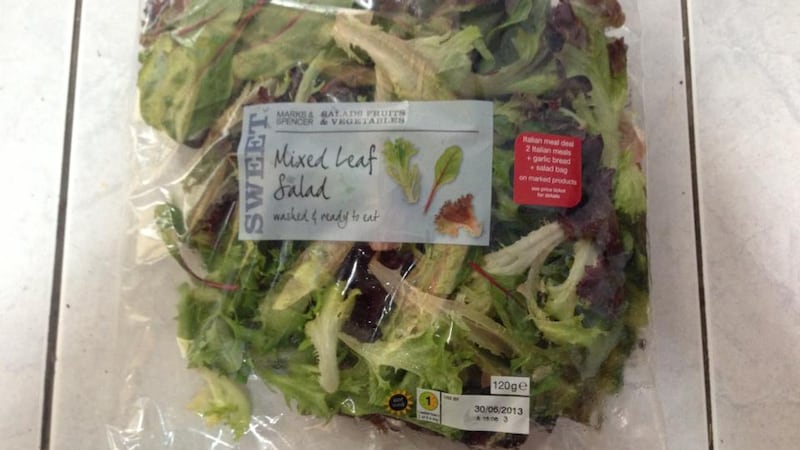 SWEET
MARKS &
SPENCER
SALADS FRUITS
& VEGETABLES
Mixed Leaf
Salad
washed & ready to eat
Italian meal deal
2 Italian meals
+ garlic bread
+ salad bag
on marked products
see price ticket
for details
120g e
1
30/06/2013